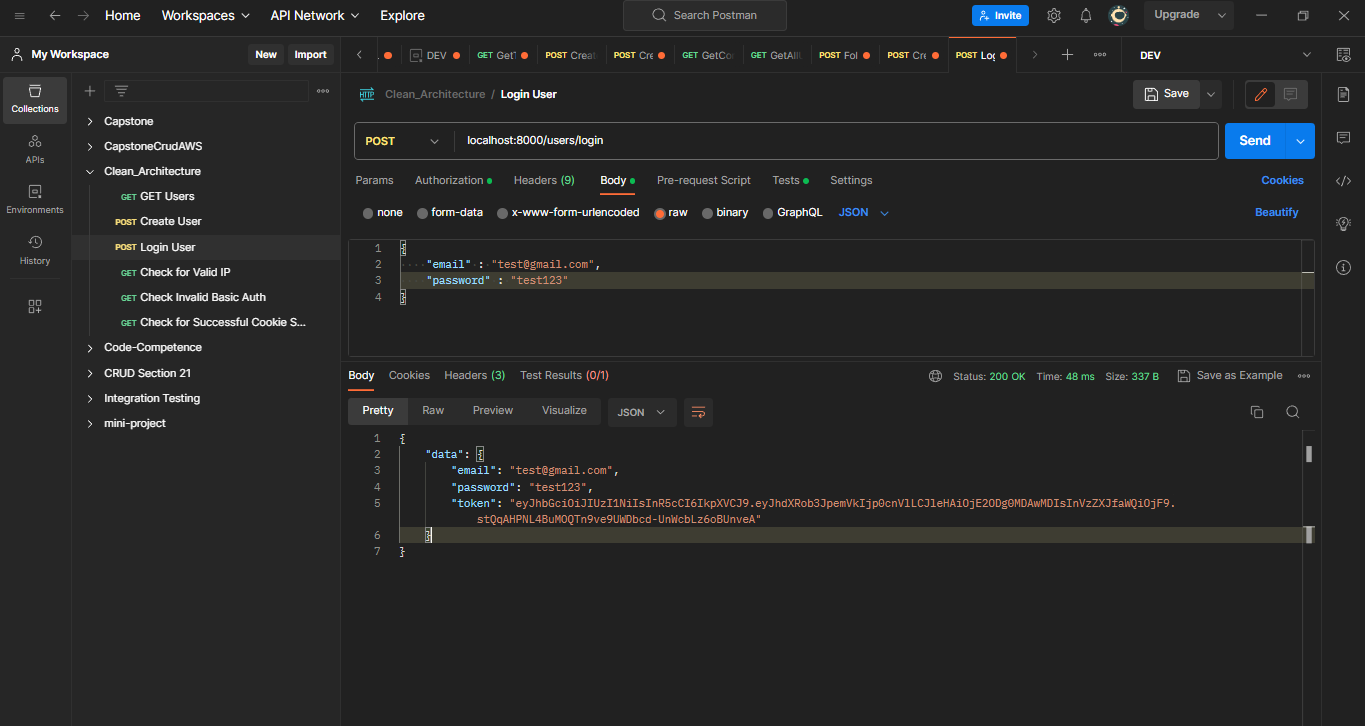 Home Workspaces API Network Explore Search Postman Invite Upgrade
My Workspace New Import
DEV GET GetT POST Crea POST Cre GET GetCo GET GetAll POST Fol POST Cre POST Log DEV
Collections
APIs
Environments
History
Capstone
CapstoneCrudAWS
Clean_Architecture
GET GET Users
POST Create User
POST Login User
GET Check for Valid IP
GET Check Invalid Basic Auth
GET Check for Successful Cookie S...
Code-Competence
CRUD Section 21
Integration Testing
mini-project
HTTP Clean_Architecture / Login User Save
POST localhost:8000/users/login Send
Params Authorization Headers (9) Body Pre-request Script Tests Settings Cookies
none form-data x-www-form-urlencoded raw binary GraphQL JSON Beautify
1 {
2 "email" : "test@gmail.com",
3 "password" : "test123"
4 }
Body Cookies Headers (3) Test Results (0/1) Status: 200 OK Time: 48 ms Size: 337 B Save as Example
Pretty Raw Preview Visualize JSON
1 {
2 "data": {
3 "email": "test@gmail.com",
4 "password": "test123",
5 "token": "eyJhbGciOiJIUzI1NiIsInR5cCI6IkpXVCJ9.eyJhdXRob3JpemVkIjp0cnVlLCJleHAiOjE2ODg0MDAwMDIsInVzZXJfaWQiOjF9.
stQqAHPNL4BuMOQTn9ve9UWDbcd-UnWcbLz6oBUnveA"
6 }
7 }